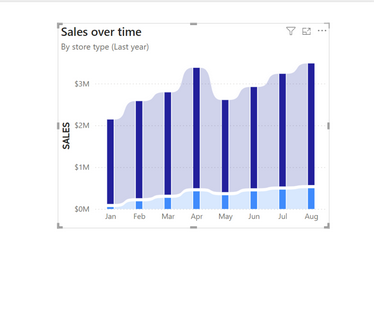 Sales over time
By store type (Last year)
SALES
$3M
$2M
$1M
$0M
Jan Feb Mar Apr May Jun Jul Aug